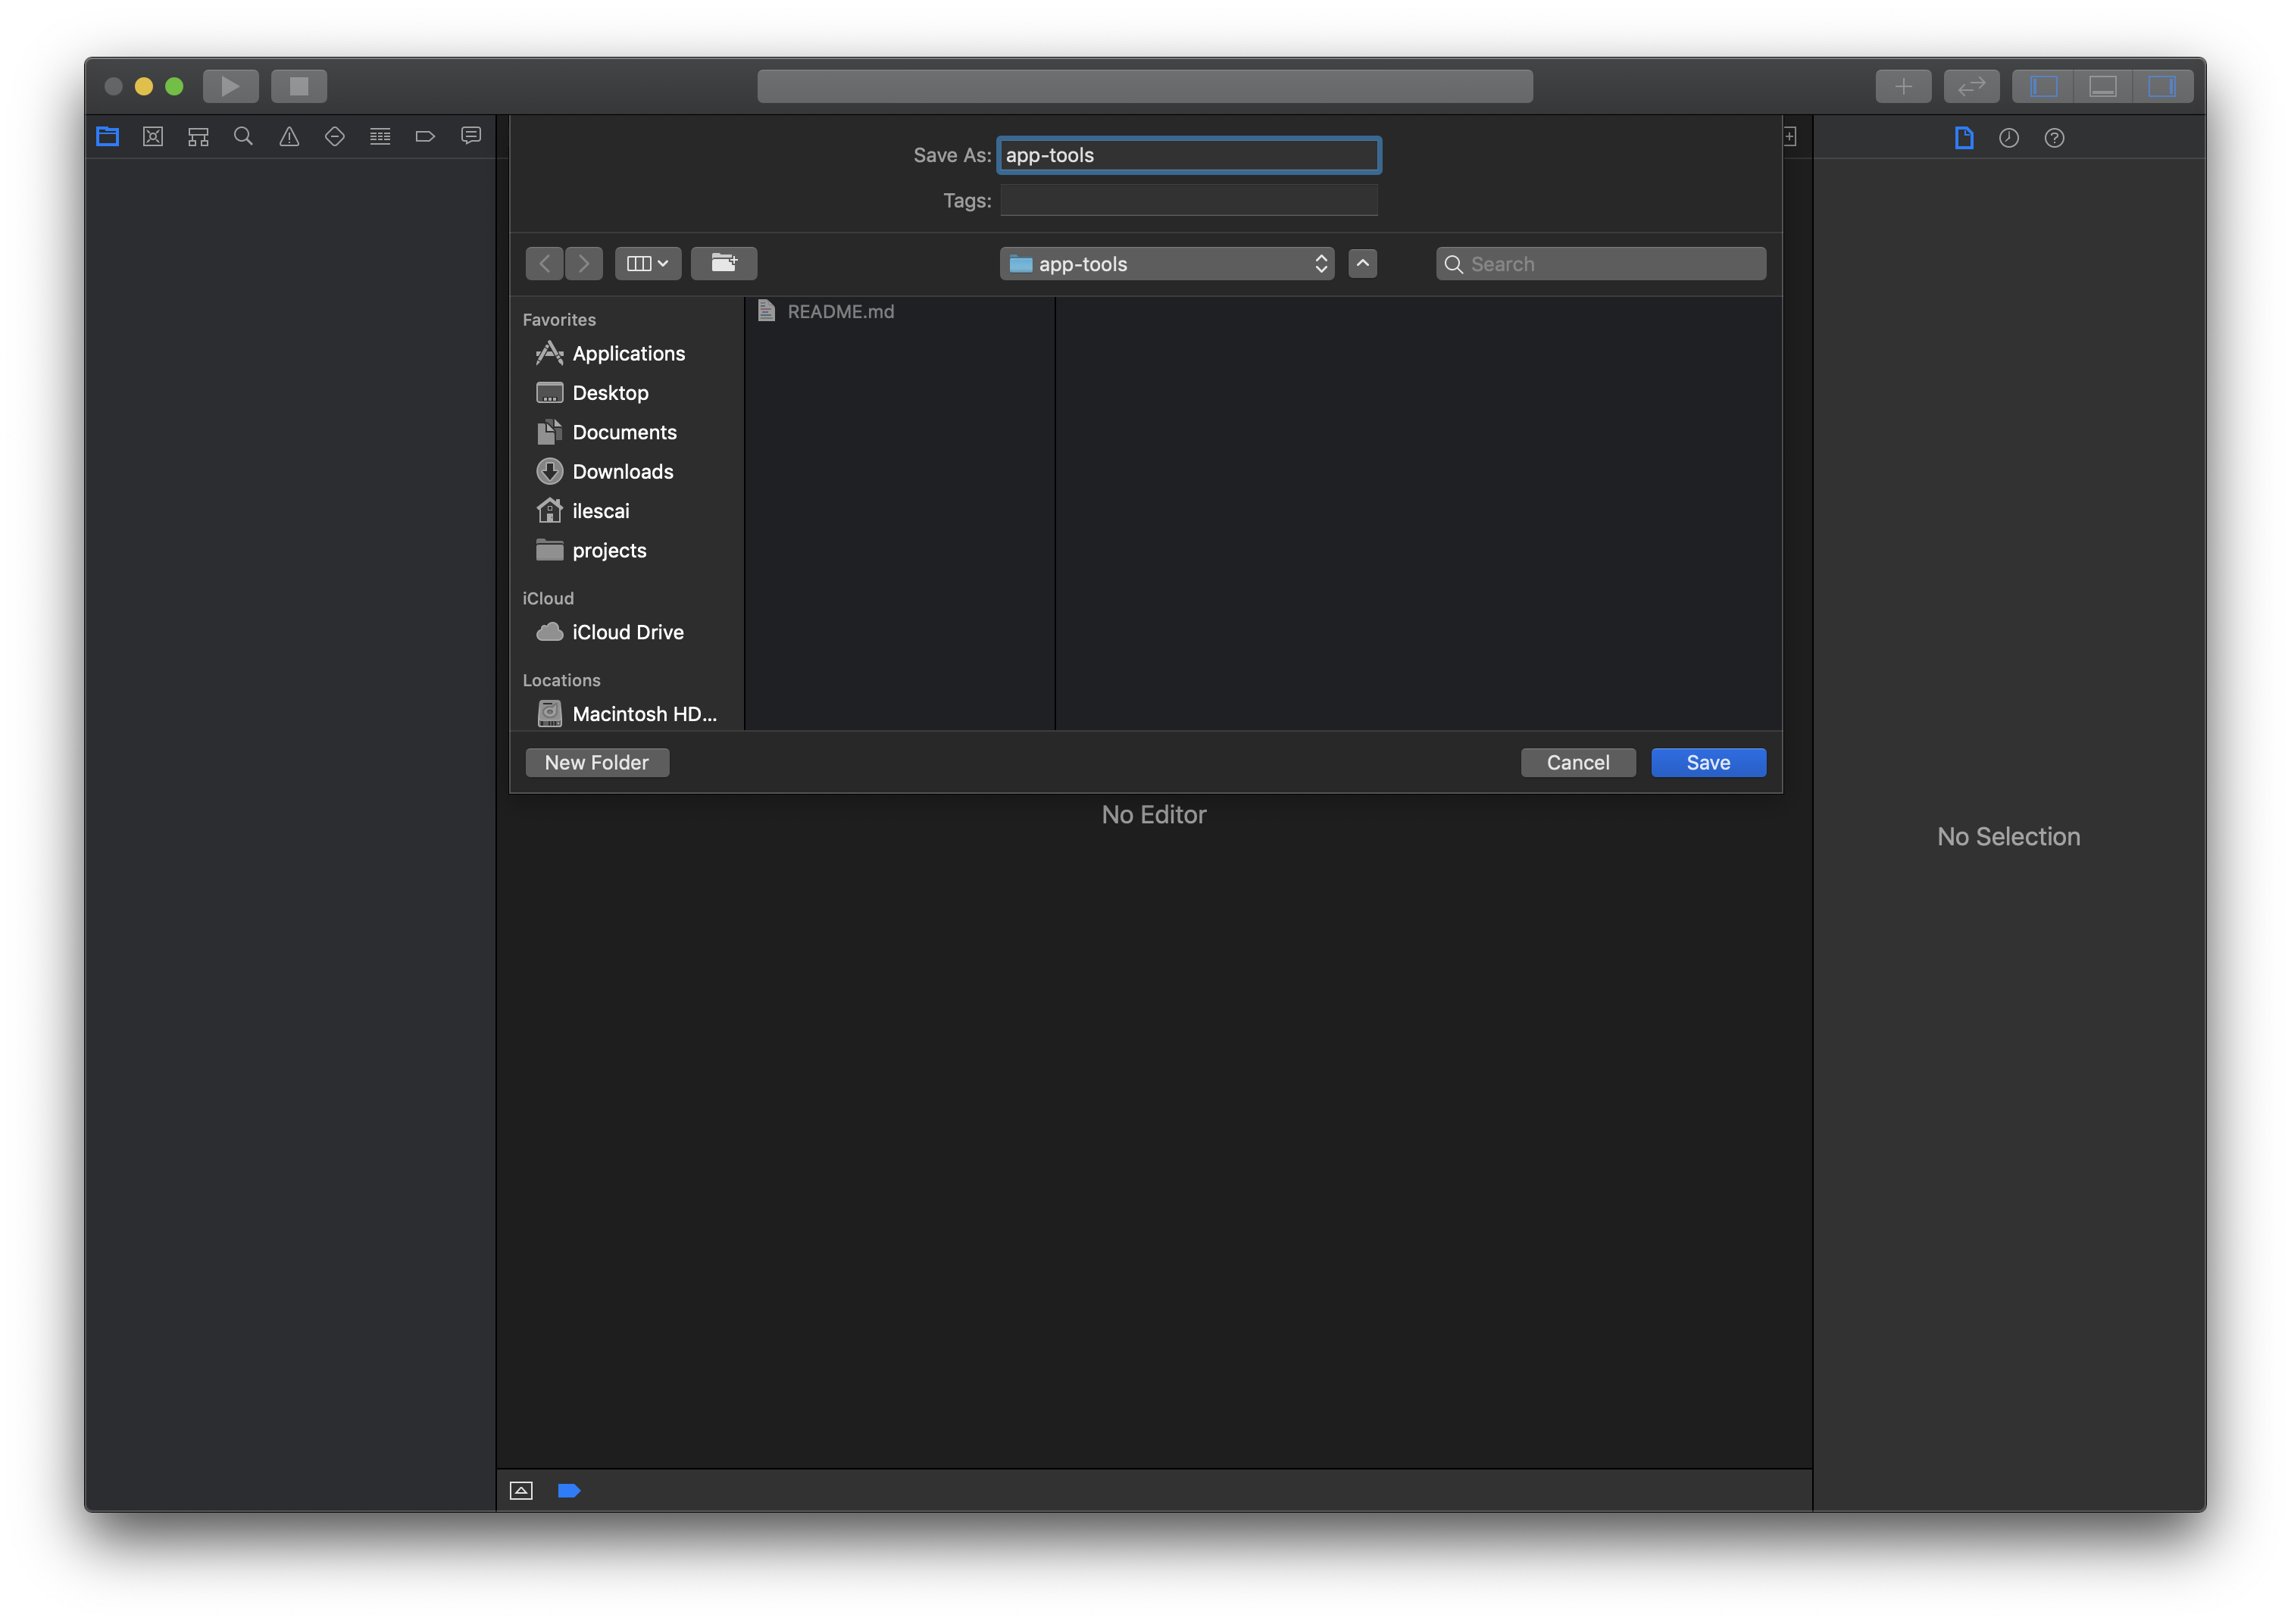 Save As: app-tools
Tags:
app-tools
Search
Favorites
Applications
Desktop
Documents
Downloads
ilescai
projects
iCloud
iCloud Drive
Locations
Macintosh HD...
README.md
New Folder
Cancel
Save
No Editor
No Selection